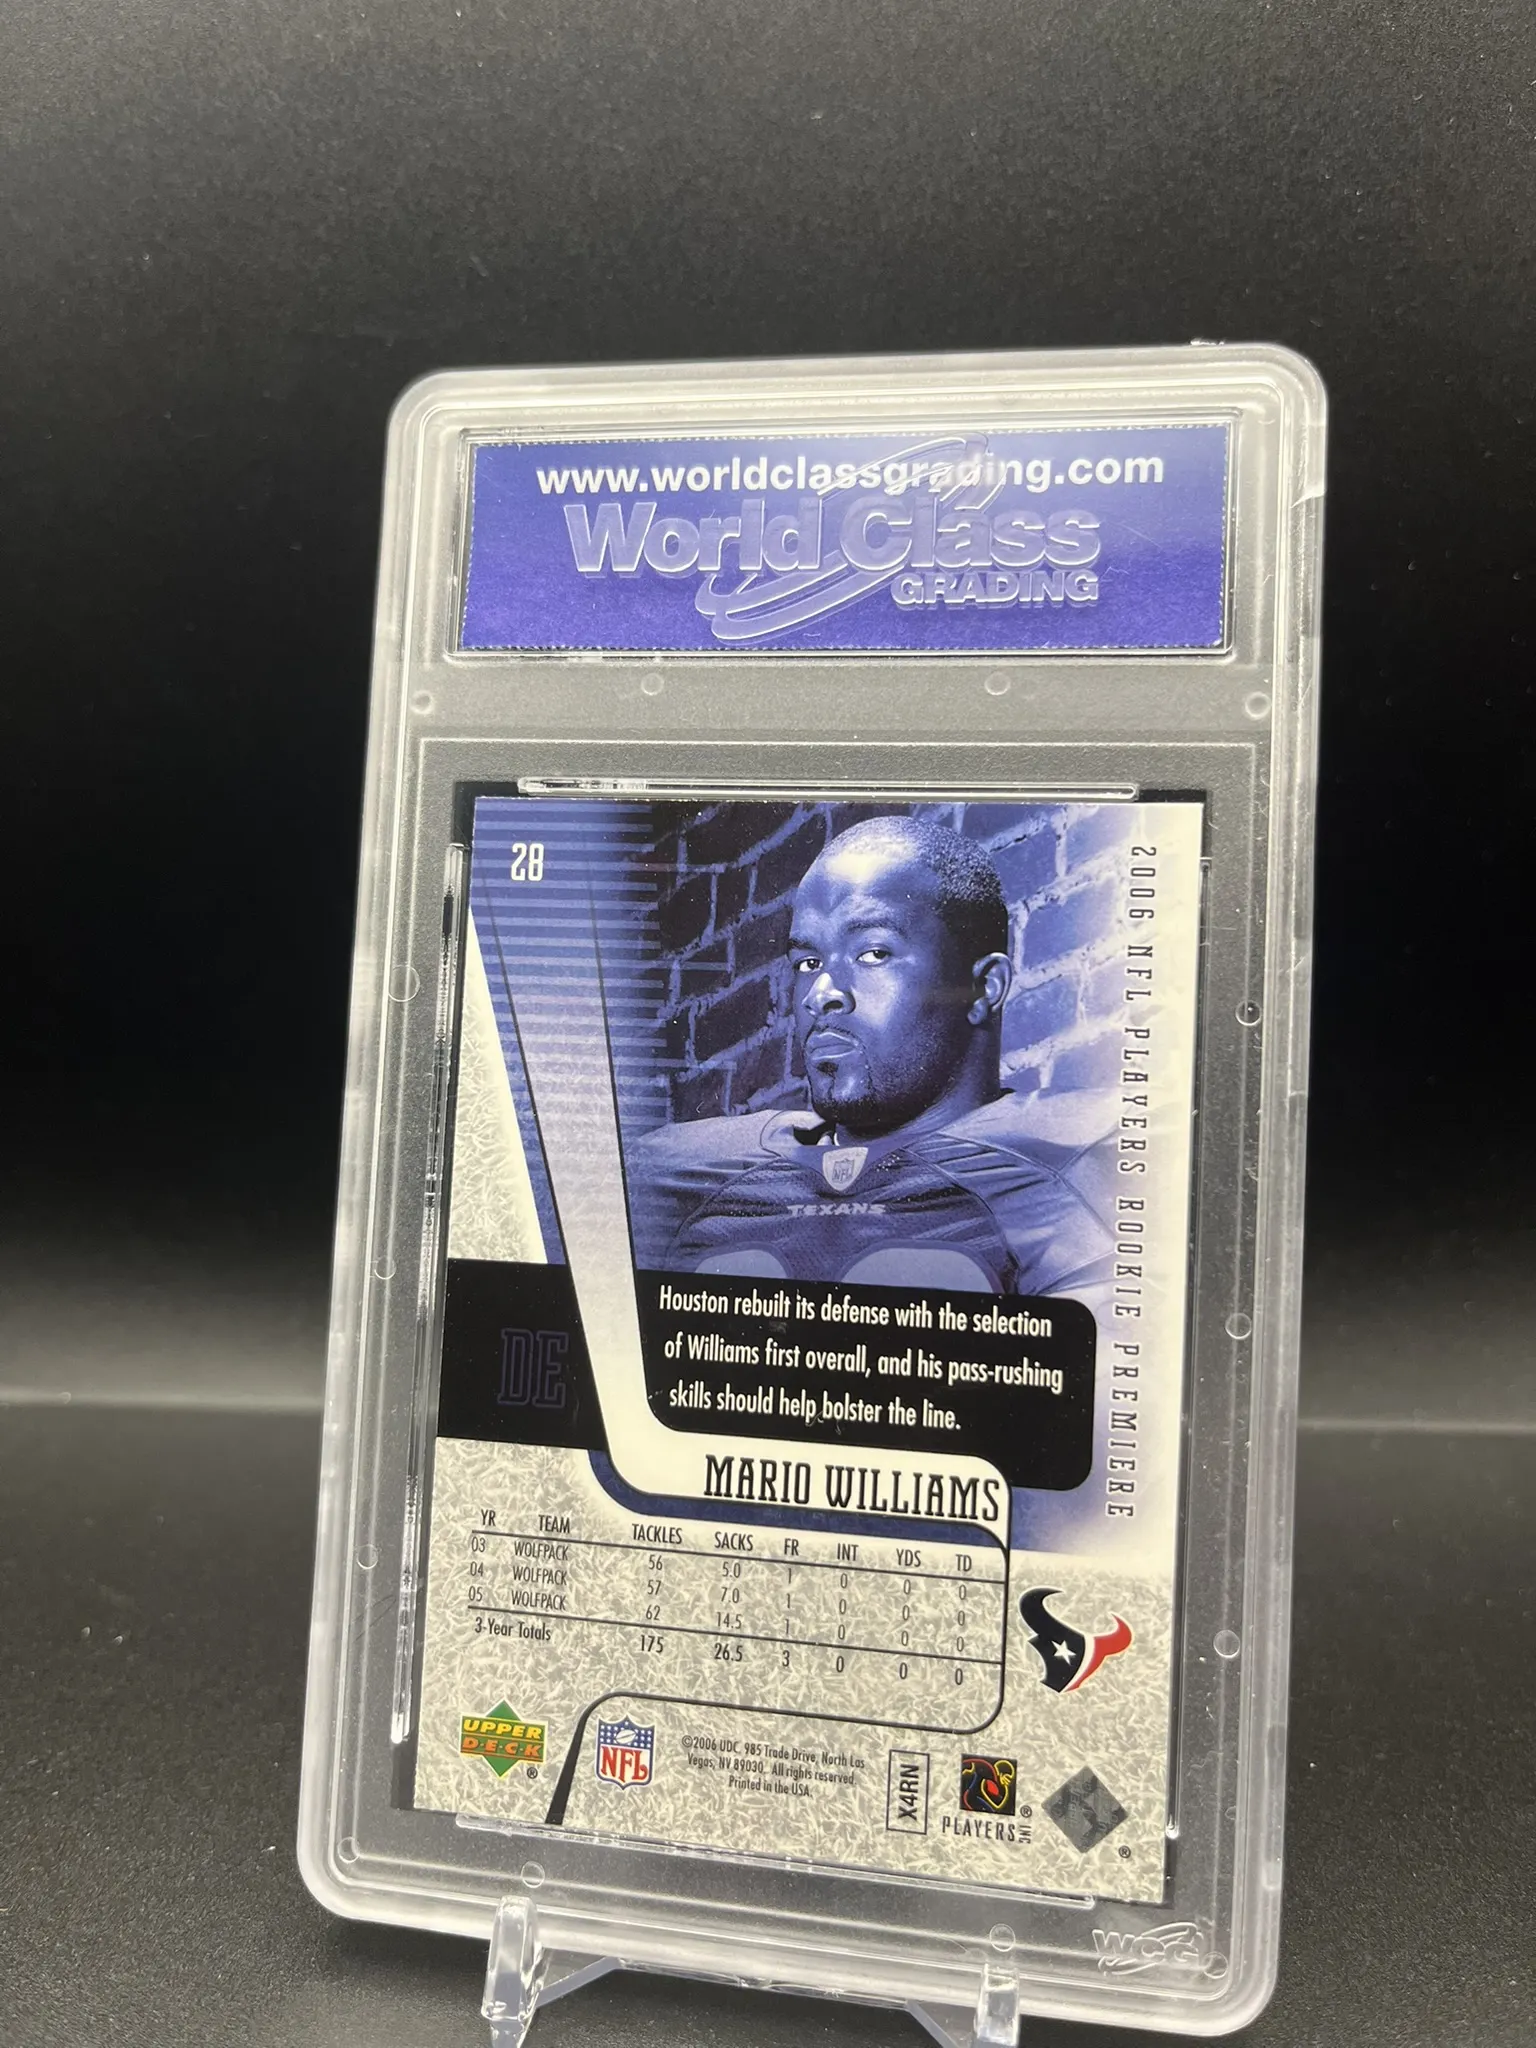 www.worldclassgrading.com
World Class
GRADING
28
2006 NFL PLAYERS ROOKIE PREMIERE
NFL
TEXANS
Houston rebuilt its defense with the selection
of Williams first overall, and his pass-rushing
skills should help bolster the line.
DE
MARIO WILLIAMS
YR TEAM TACKLES SACKS FR INT YDS TD
03 WOLFPACK 56 5.0 1 0 0 0
04 WOLFPACK 57 7.0 1 0 0 0
05 WOLFPACK 62 14.5 1 0 0 0
3-Year Totals 175 26.5 3 0 0 0
UPPER
D·E·C·K
®
NFL
©2006 UDC. 985 Trade Drive, North Las
Vegas, NV 89030. All rights reserved.
Printed in the USA.
X4RN
PLAYERS INC
®
®
WCG